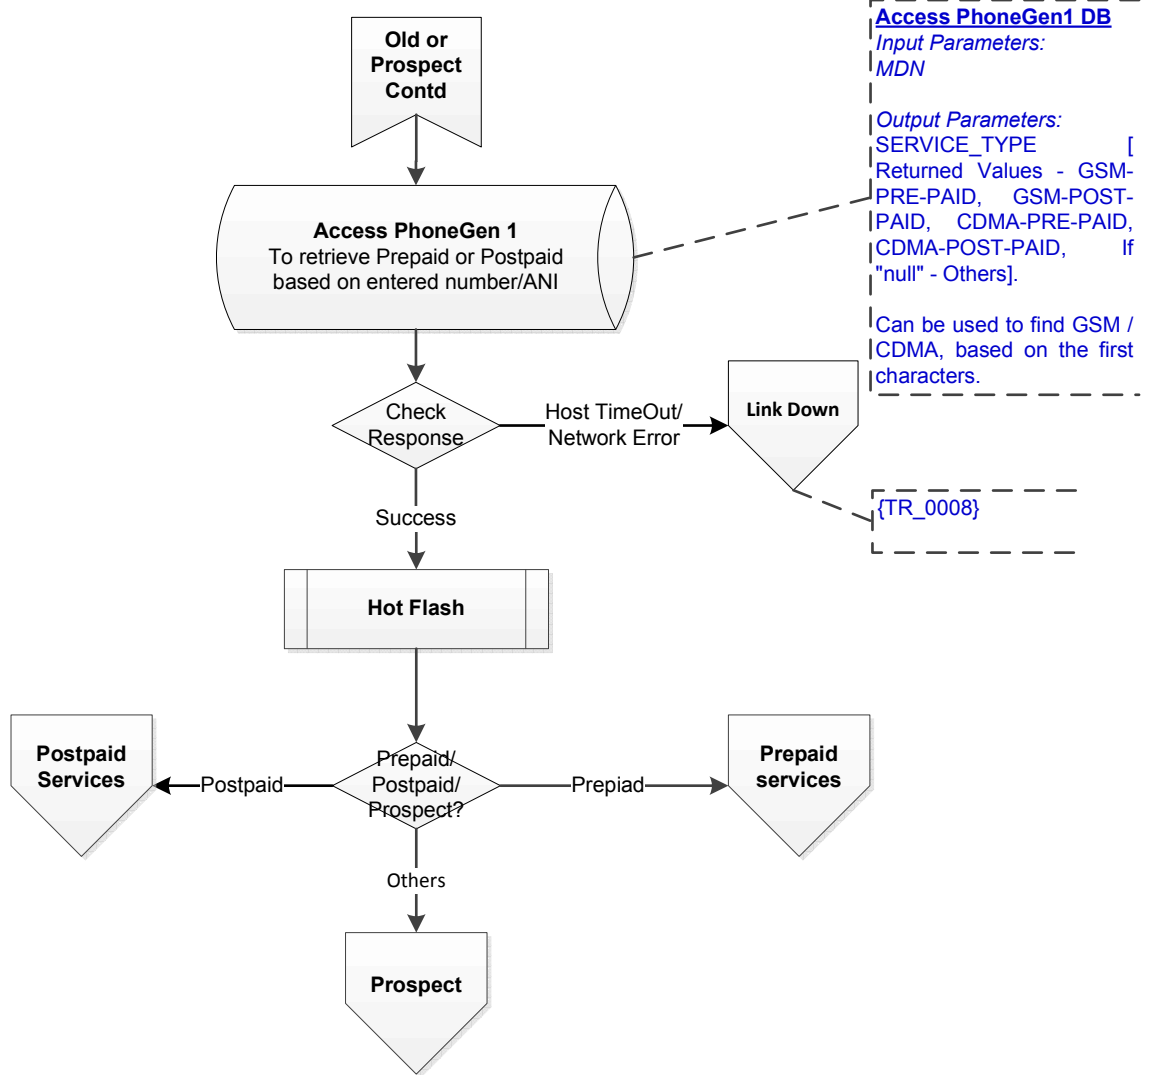 Old or
Prospect
Contd
Access PhoneGen1 DB
Input Parameters:
MDN
Output Parameters:
SERVICE_TYPE [
Returned Values - GSM-
PRE-PAID, GSM-POST-
PAID, CDMA-PRE-PAID,
CDMA-POST-PAID, If
"null" - Others].
Can be used to find GSM /
CDMA, based on the first
characters.
Access PhoneGen 1
To retrieve Prepaid or Postpaid
based on entered number/ANI
Check
Response
Host TimeOut/
Network Error
Link Down
{TR_0008}
Success
Hot Flash
Prepaid/
Postpaid/
Prospect?
Postpaid
Postpaid
Services
Prepiad
Prepaid
services
Others
Prospect